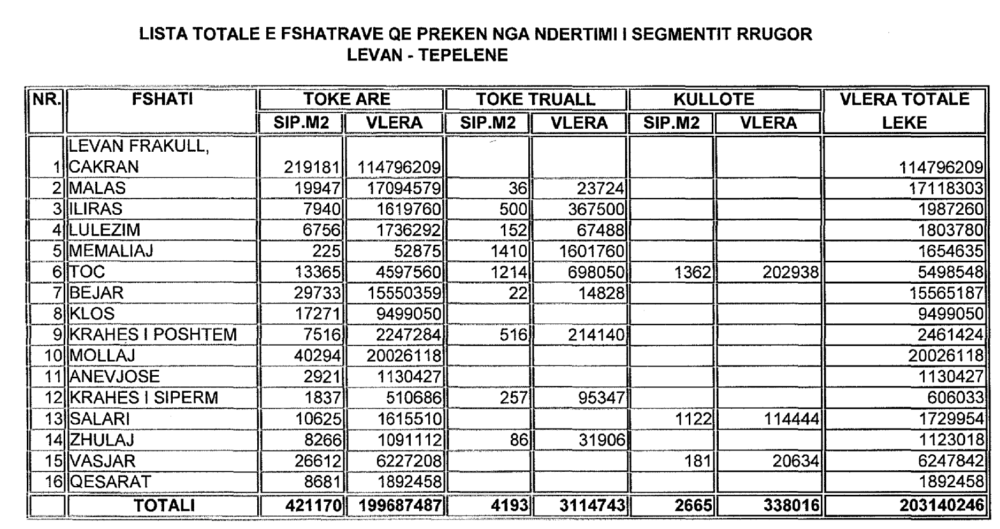 LISTA TOTALE E FSHATRAVE QE PREKEN NGA NDERTIMI I SEGMENTIT RRUGOR
LEVAN - TEPELENE
NR. FSHATI TOKE ARE TOKE TRUALL KULLOTE VLERA TOTALE
SIP.M2 VLERA SIP.M2 VLERA SIP.M2 VLERA LEKE
LEVAN FRAKULL,
1 CAKRAN 219181 114796209 114796209
2 MALAS 19947 17094579 36 23724 17118303
3 ILIRAS 7940 1619760 500 367500 1987260
4 LULEZIM 6756 1736292 152 67488 1803780
5 MEMALIAJ 225 52875 1410 1601760 1654635
6 TOC 13365 4597560 1214 698050 1362 202938 5498548
7 BEJAR 29733 15550359 22 14828 15565187
8 KLOS 17271 9499050 9499050
9 KRAHES I POSHTEM 7516 2247284 516 214140 2461424
10 MOLLAJ 40294 20026118 20026118
11 ANEVJOSE 2921 1130427 1130427
12 KRAHES I SIPERM 1837 510686 257 95347 606033
13 SALARI 10625 1615510 1122 114444 1729954
14 ZHULAJ 8266 1091112 86 31906 1123018
15 VASJAR 26612 6227208 181 20634 6247842
16 QESARAT 8681 1892458 1892458
TOTALI 421170 199687487 4193 3114743 2665 338016 203140246